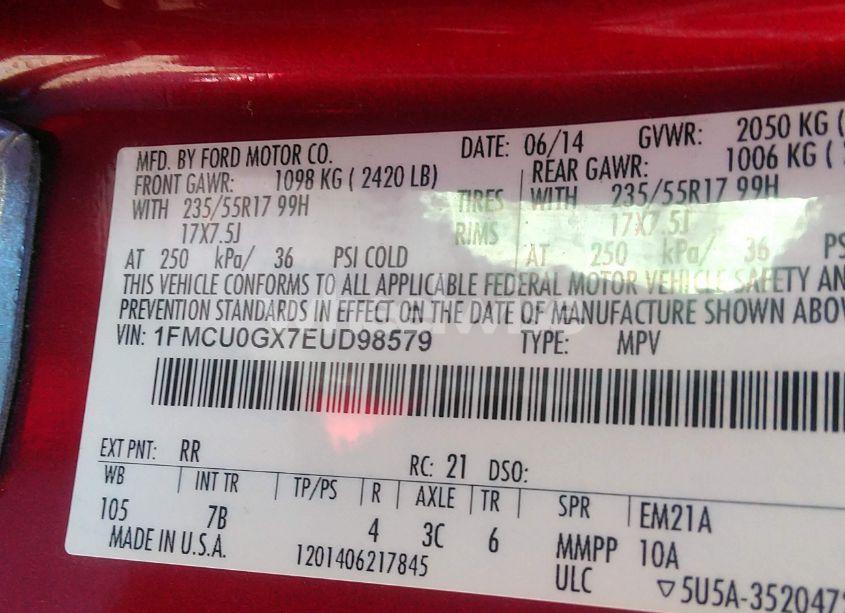 MFD. BY FORD MOTOR CO. DATE: 06/14 GVWR: 2050 KG (
FRONT GAWR: 1098 KG ( 2420 LB) REAR GAWR: 1006 KG (
WITH 235/55R17 99H TIRES WITH 235/55R17 99H
17X7.5J RIMS 17X7.5J
AT 250 kPa/ 36 PSI COLD AT 250 kPa/ 36 PS
THIS VEHICLE CONFORMS TO ALL APPLICABLE FEDERAL MOTOR VEHICLE SAFETY AN
PREVENTION STANDARDS IN EFFECT ON THE DATE OF MANUFACTURE SHOWN ABOV
VIN: 1FMCU0GX7EUD98579 TYPE: MPV
EXT PNT: RR RC: 21 DSO:
WB INT TR TP/PS R AXLE TR SPR EM21A
105 7B 4 3C 6 MMPP 10A
MADE IN U.S.A. 1201406217845 ULC ▽5U5A-3520472